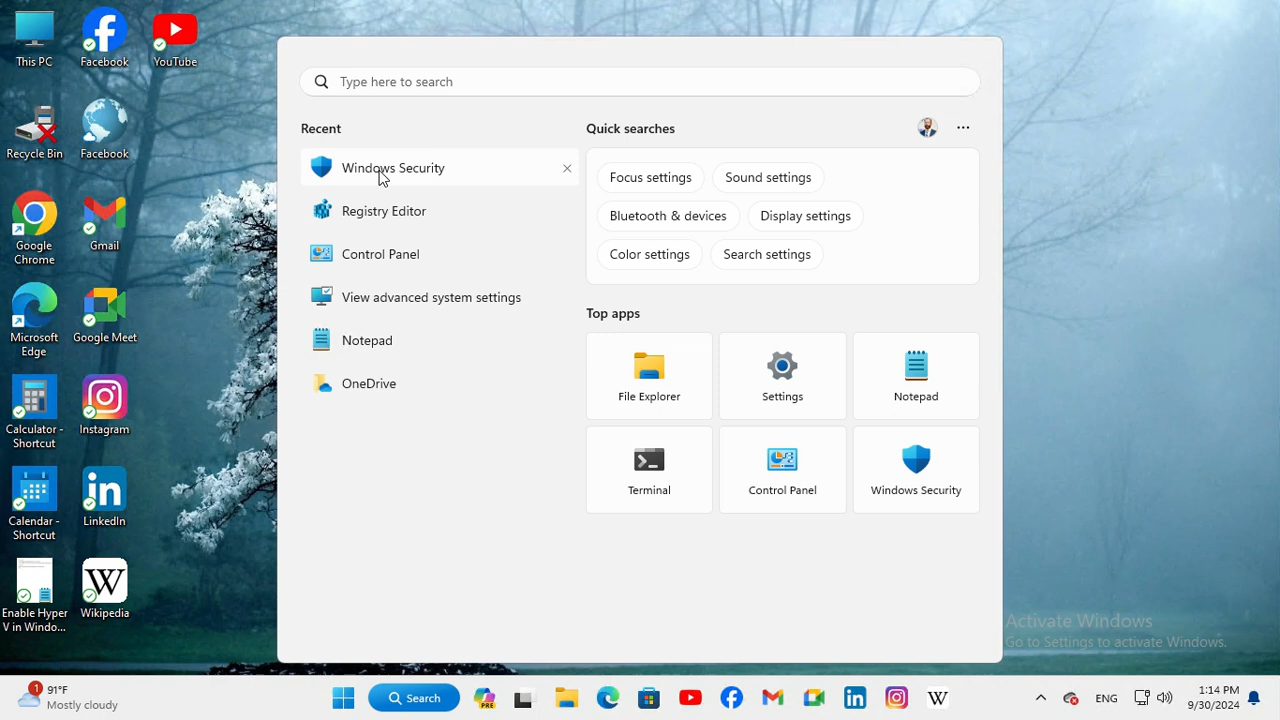 This PC
Facebook
YouTube
Recycle Bin
Facebook
Google
Chrome
Gmail
Microsoft
Edge
Google Meet
Calculator -
Shortcut
Instagram
Calendar -
Shortcut
LinkedIn
Enable Hyper
V in Windo...
Wikipedia
Type here to search
Recent
Windows Security
Registry Editor
Control Panel
View advanced system settings
Notepad
OneDrive
Quick searches
Focus settings
Sound settings
Bluetooth & devices
Display settings
Color settings
Search settings
Top apps
File Explorer
Settings
Notepad
Terminal
Control Panel
Windows Security
Activate Windows
Go to Settings to activate Windows.
1
91°F
Mostly cloudy
Search
PRE
W
ENG
1:14 PM
9/30/2024